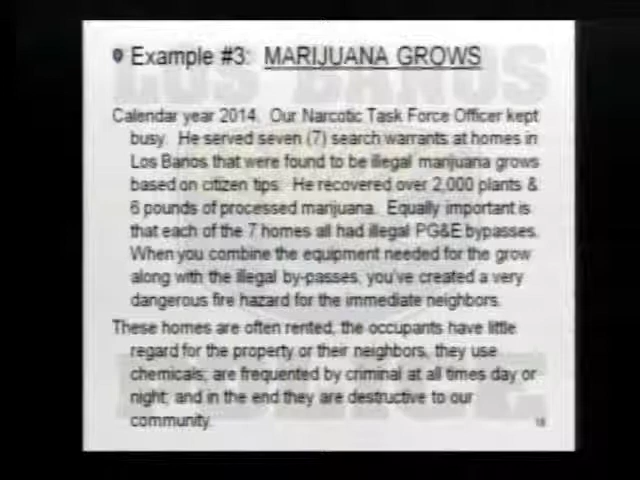 Example #3: MARIJUANA GROWS
LOS BANOS
Calendar year 2014. Our Narcotic Task Force Officer kept
busy. He served seven (7) search warrants at homes in
Los Banos that were found to be illegal marijuana grows
based on citizen tips. He recovered over 2,000 plants &
6 pounds of processed marijuana. Equally important is
that each of the 7 homes all had illegal PG&E bypasses.
When you combine the equipment needed for the grow
along with the illegal by-passes, you've created a very
dangerous fire hazard for the immediate neighbors.
These homes are often rented, the occupants have little
regard for the property or their neighbors, they use
chemicals, are frequented by criminal at all times day or
night, and in the end they are destructive to our
community.
POLICE
18